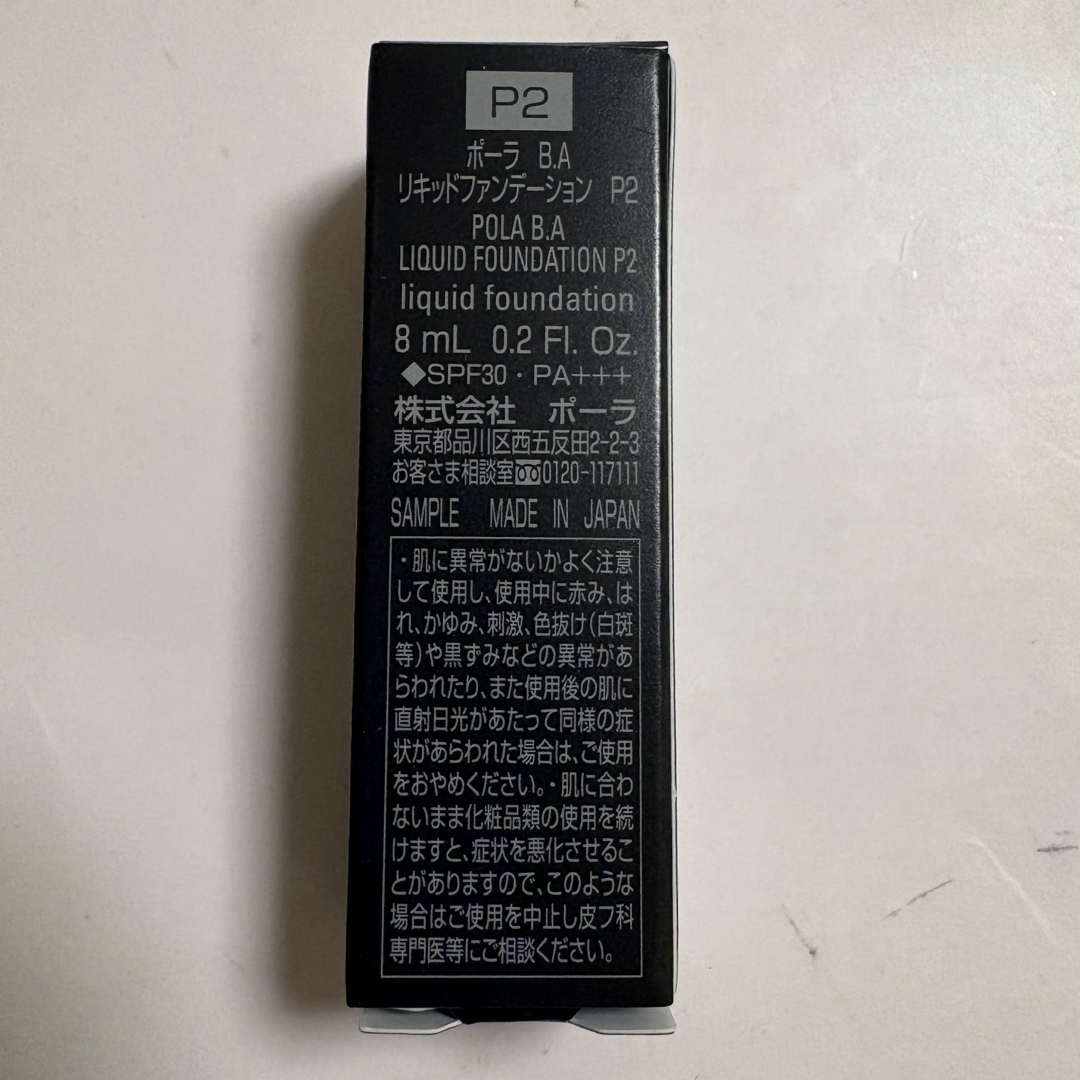 P2
ポーラ B.A
リキッドファンデーション P2
POLA B.A
LIQUID FOUNDATION P2
liquid foundation
8 mL 0.2 Fl. Oz.
◆SPF30・PA+++
株式会社 ポーラ
東京都品川区西五反田2-2-3
お客さま相談室0120-117111
SAMPLE MADE IN JAPAN
・肌に異常がないかよく注意
して使用し、使用中に赤み、は
れ、かゆみ、刺激、色抜け(白斑
等)や黒ずみなどの異常があ
らわれたり、また使用後の肌に
直射日光があたって同様の症
状があらわれた場合は、ご使用
をおやめください。・肌に合わ
ないまま化粧品類の使用を続
けますと、症状を悪化させるこ
とがありますので、このような
場合はご使用を中止し皮フ科
専門医等にご相談ください。